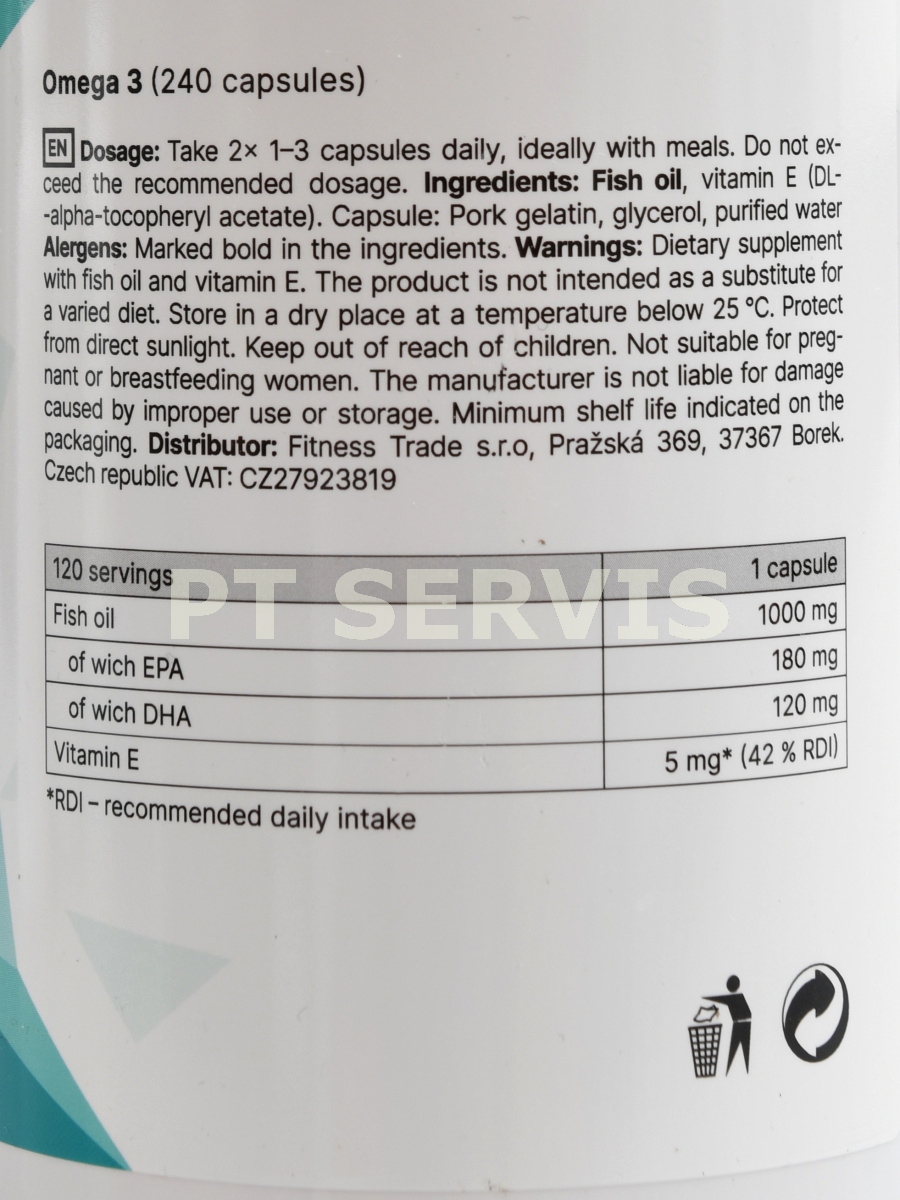 Omega 3 (240 capsules)
EN Dosage: Take 2× 1–3 capsules daily, ideally with meals. Do not ex-
ceed the recommended dosage. Ingredients: Fish oil, vitamin E (DL-
-alpha-tocopheryl acetate). Capsule: Pork gelatin, glycerol, purified water
Alergens: Marked bold in the ingredients. Warnings: Dietary supplement
with fish oil and vitamin E. The product is not intended as a substitute for
a varied diet. Store in a dry place at a temperature below 25 °C. Protect
from direct sunlight. Keep out of reach of children. Not suitable for preg-
nant or breastfeeding women. The manufacturer is not liable for damage
caused by improper use or storage. Minimum shelf life indicated on the
packaging. Distributor: Fitness Trade s.r.o, Pražská 369, 37367 Borek.
Czech republic VAT: CZ27923819
120 servings 1 capsule
PT SERVIS
Fish oil 1000 mg
of wich EPA 180 mg
of wich DHA 120 mg
Vitamin E 5 mg* (42 % RDI)
*RDI – recommended daily intake